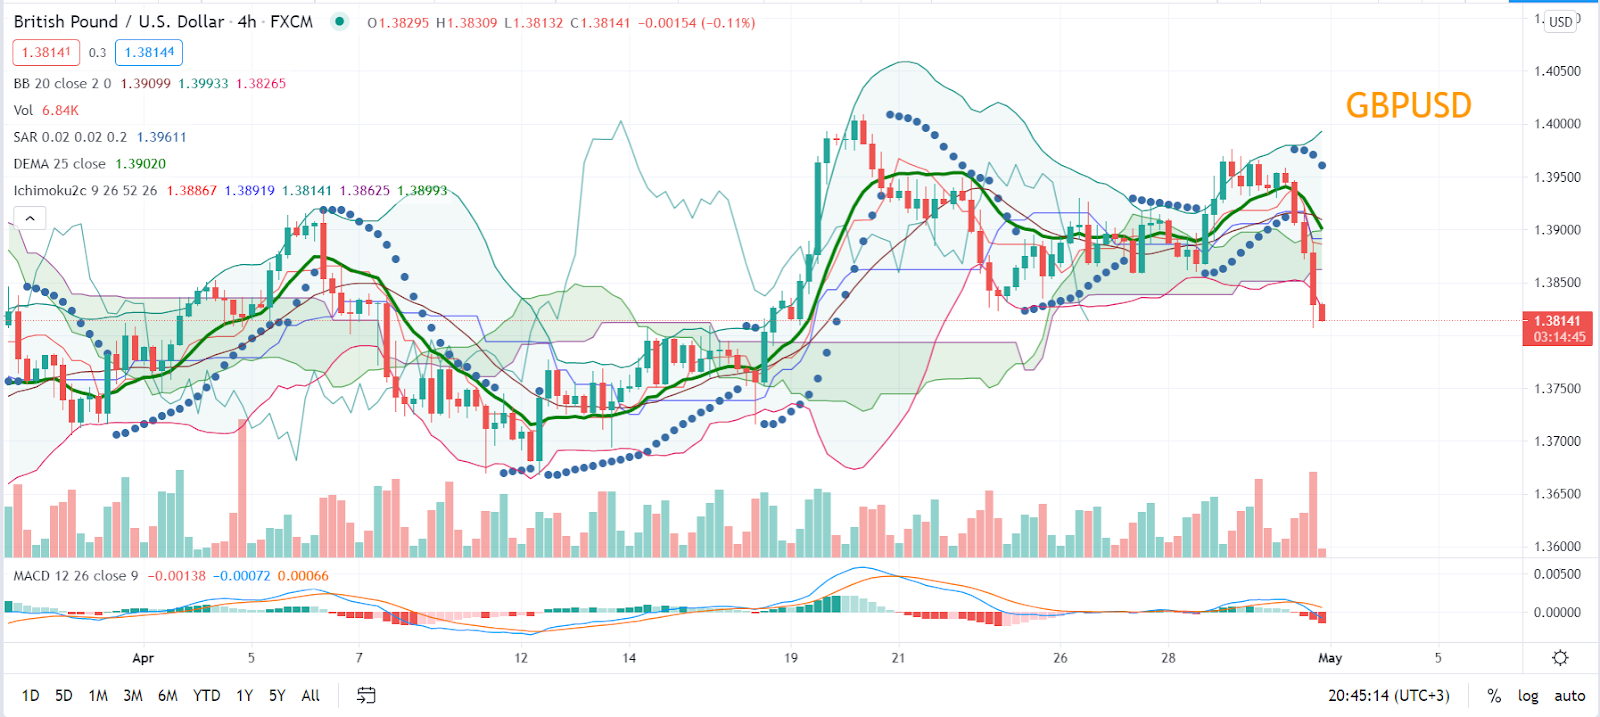 British Pound / U.S. Dollar · 4h · FXCM O1.38295 H1.38309 L1.38132 C1.38141 −0.00154 (−0.11%)
1.38141 0.3 1.38144
BB 20 close 2 0 1.39099 1.39933 1.38265
Vol 6.84K
SAR 0.02 0.02 0.2 1.39611
DEMA 25 close 1.39020
Ichimoku2c 9 26 52 26 1.38867 1.38919 1.38141 1.38625 1.38993
GBPUSD
USD
1.40500
1.40000
1.39500
1.39000
1.38500
1.38141
03:14:45
1.37500
1.37000
1.36500
1.36000
MACD 12 26 close 9 −0.00138 −0.00072 0.00066
0.00500
0.00000
Apr 5 7 12 14 19 21 26 28 May 5
1D 5D 1M 3M 6M YTD 1Y 5Y All 20:45:14 (UTC+3) % log auto